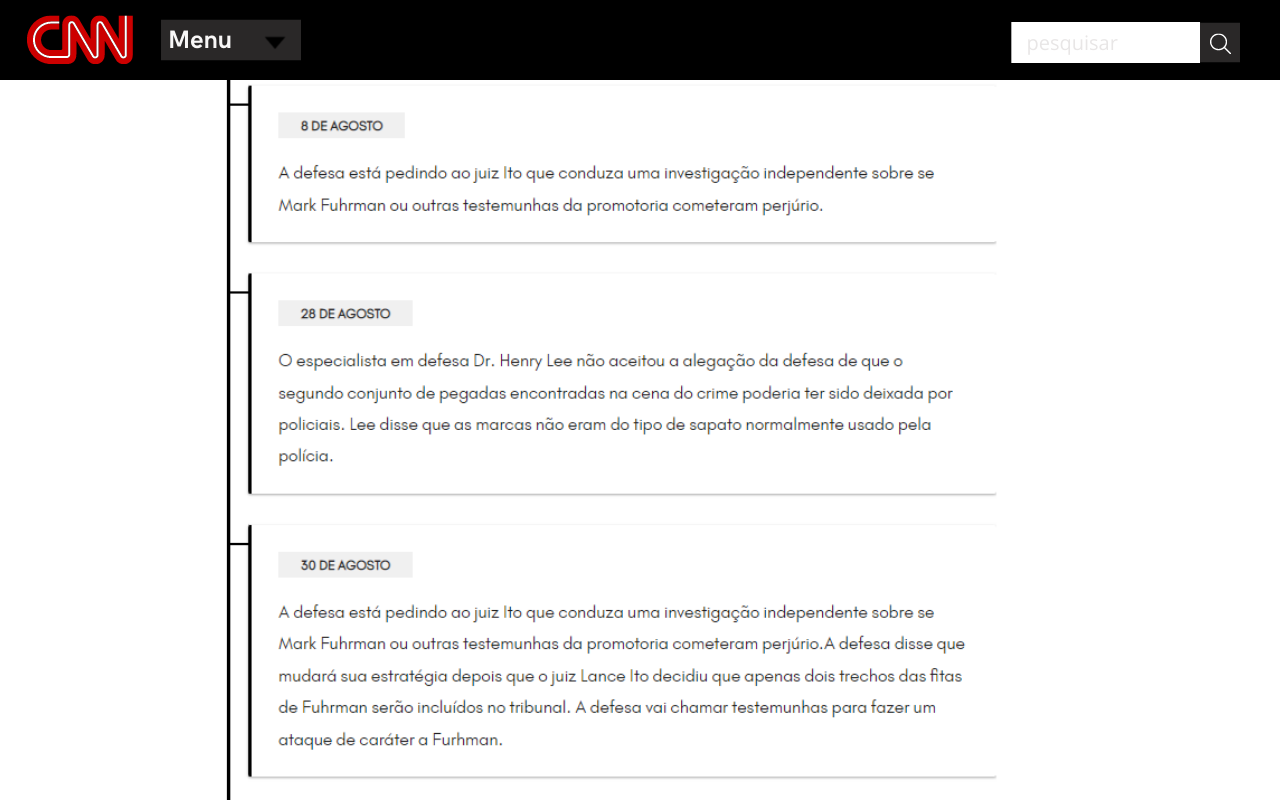 CNN Menu pesquisar
8 DE AGOSTO
A defesa está pedindo ao juiz Ito que conduza uma investigação independente sobre se
Mark Fuhrman ou outras testemunhas da promotoria cometeram perjúrio.
28 DE AGOSTO
O especialista em defesa Dr. Henry Lee não aceitou a alegação da defesa de que o
segundo conjunto de pegadas encontradas na cena do crime poderia ter sido deixada por
policiais. Lee disse que as marcas não eram do tipo de sapato normalmente usado pela
polícia.
30 DE AGOSTO
A defesa está pedindo ao juiz Ito que conduza uma investigação independente sobre se
Mark Fuhrman ou outras testemunhas da promotoria cometeram perjúrio.A defesa disse que
mudará sua estratégia depois que o juiz Lance Ito decidiu que apenas dois trechos das fitas
de Fuhrman serão incluídos no tribunal. A defesa vai chamar testemunhas para fazer um
ataque de caráter a Furhman.